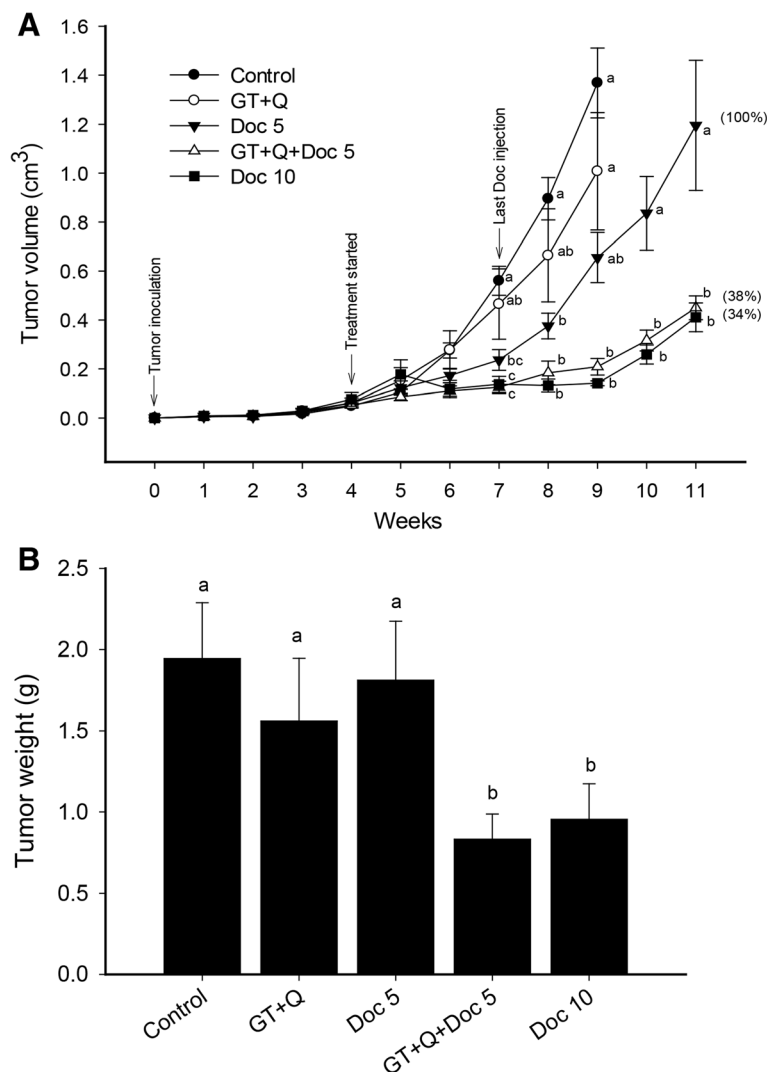 A
Tumor volume (cm3)
1.6
1.4
1.2
1.0
0.8
0.6
0.4
0.2
0.0
Control
GT+Q
Doc 5
GT+Q+Doc 5
Doc 10
Tumor inoculation
Treatment started
Last Doc injection
a
ab
bc
c
c
a
ab
b
b
b
a
a
ab
b
b
a
b
b
a (100%)
b (38%)
b (34%)
0 1 2 3 4 5 6 7 8 9 10 11
Weeks
B
Tumor weight (g)
2.5
2.0
1.5
1.0
0.5
0.0
a a a b b
Control GT+Q Doc 5 GT+Q+Doc 5 Doc 10